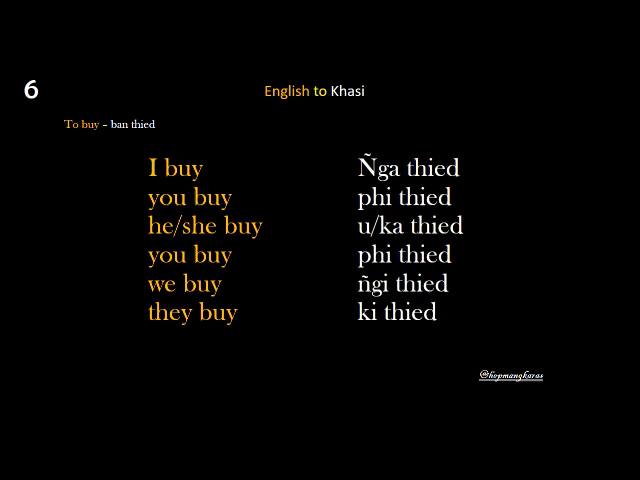 6
English to Khasi
To buy – ban thied
I buy Ñga thied
you buy phi thied
he/she buy u/ka thied
you buy phi thied
we buy ñgi thied
they buy ki thied
@hopmangkaras